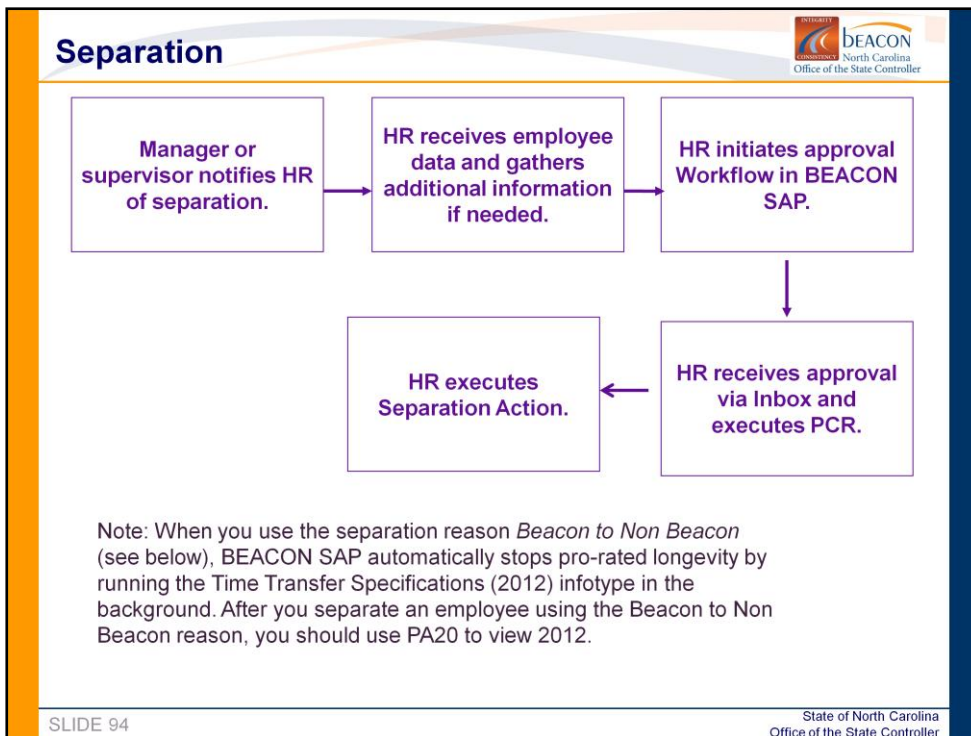 Separation
INTEGRITY
CONSISTENCY
bEACON
North Carolina
Office of the State Controller
Manager or
supervisor notifies HR
of separation.
HR receives employee
data and gathers
additional information
if needed.
HR initiates approval
Workflow in BEACON
SAP.
HR receives approval
via Inbox and
executes PCR.
HR executes
Separation Action.
Note: When you use the separation reason Beacon to Non Beacon
(see below), BEACON SAP automatically stops pro-rated longevity by
running the Time Transfer Specifications (2012) infotype in the
background. After you separate an employee using the Beacon to Non
Beacon reason, you should use PA20 to view 2012.
SLIDE 94
State of North Carolina
Office of the State Controller